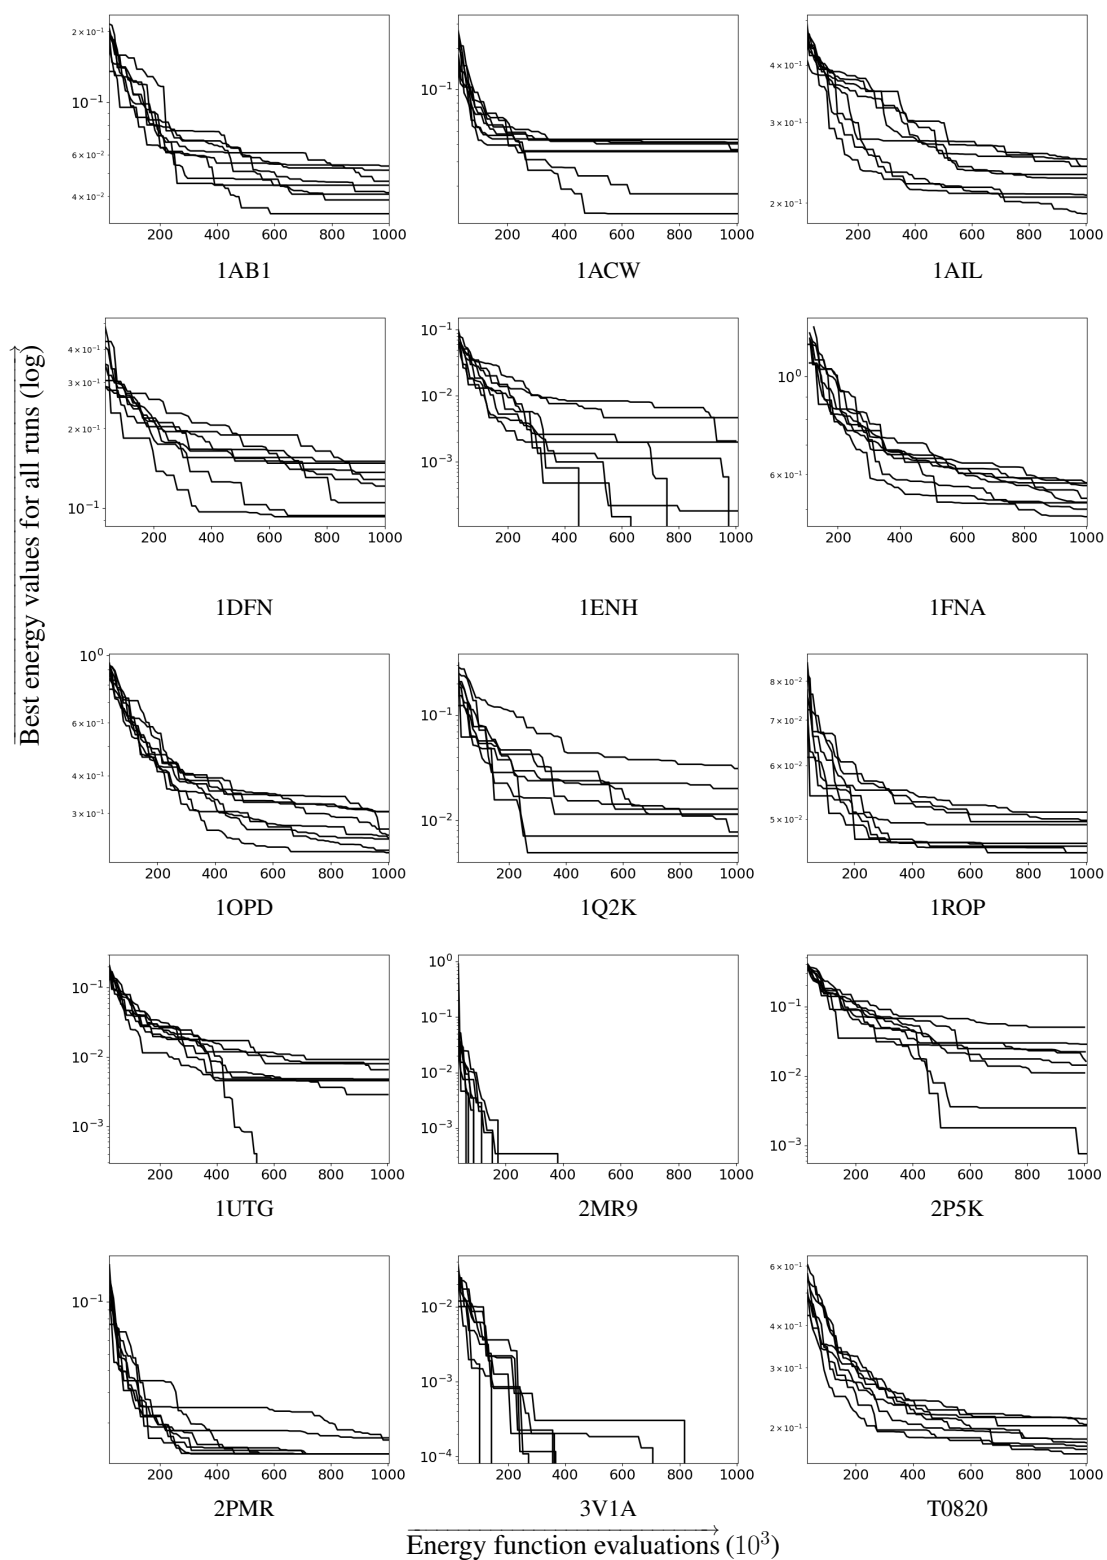 2 × 10⁻¹
10⁻¹
6 × 10⁻²
4 × 10⁻²
200 400 600 800 1000
1AB1
10⁻¹
200 400 600 800 1000
1ACW
4 × 10⁻¹
3 × 10⁻¹
2 × 10⁻¹
200 400 600 800 1000
1AIL
Best energy values for all runs (log)
4 × 10⁻¹
3 × 10⁻¹
2 × 10⁻¹
10⁻¹
200 400 600 800 1000
1DFN
10⁻¹
10⁻²
10⁻³
200 400 600 800 1000
1ENH
10⁰
6 × 10⁻¹
200 400 600 800 1000
1FNA
10⁰
6 × 10⁻¹
4 × 10⁻¹
3 × 10⁻¹
200 400 600 800 1000
1OPD
10⁻¹
10⁻²
200 400 600 800 1000
1Q2K
8 × 10⁻²
7 × 10⁻²
6 × 10⁻²
5 × 10⁻²
200 400 600 800 1000
1ROP
10⁻¹
10⁻²
10⁻³
200 400 600 800 1000
1UTG
10⁰
10⁻¹
10⁻²
10⁻³
200 400 600 800 1000
2MR9
10⁻¹
10⁻²
10⁻³
200 400 600 800 1000
2P5K
10⁻¹
200 400 600 800 1000
2PMR
10⁻²
10⁻³
10⁻⁴
200 400 600 800 1000
3V1A
6 × 10⁻¹
4 × 10⁻¹
3 × 10⁻¹
2 × 10⁻¹
200 400 600 800 1000
T0820
Energy function evaluations (10³)